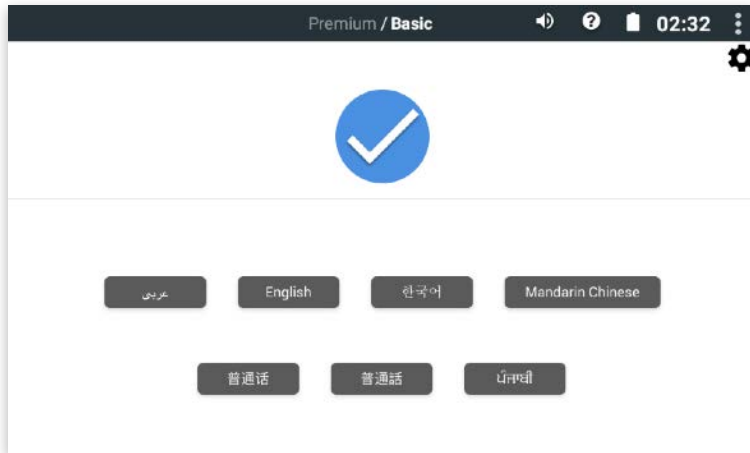 Premium / Basic 02:32
عربى
English
한국어
Mandarin Chinese
普通话
普通話
ਪੰਜਾਬੀ